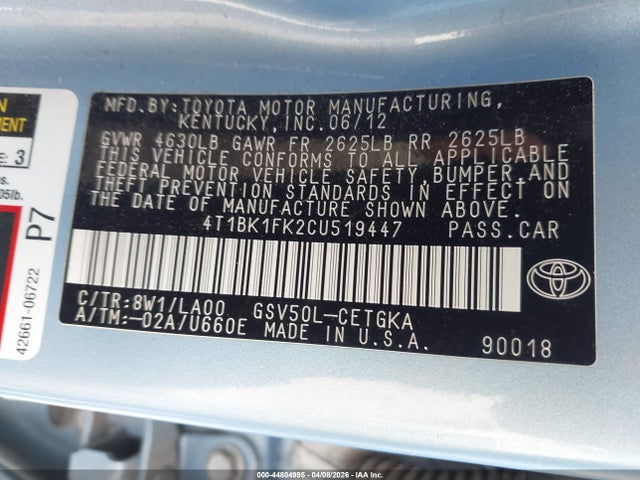 MFD. BY: TOYOTA MOTOR MANUFACTURING,
KENTUCKY, INC. 06/12
GVWR 4630LB GAWR FR 2625LB RR 2625LB
THIS VEHICLE CONFORMS TO ALL APPLICABLE
FEDERAL MOTOR VEHICLE SAFETY, BUMPER, AND
THEFT PREVENTION STANDARDS IN EFFECT ON
THE DATE OF MANUFACTURE SHOWN ABOVE.
4T1BK1FK2CU519447 PASS. CAR
C/TR: 8W1/LA00 GSV50L-CETGKA
A/TM: -02A/U660E MADE IN U.S.A. 90018
TOYOTA
3
P7
42661-06722
000-44804995 - 04/08/2026 - IAA Inc.